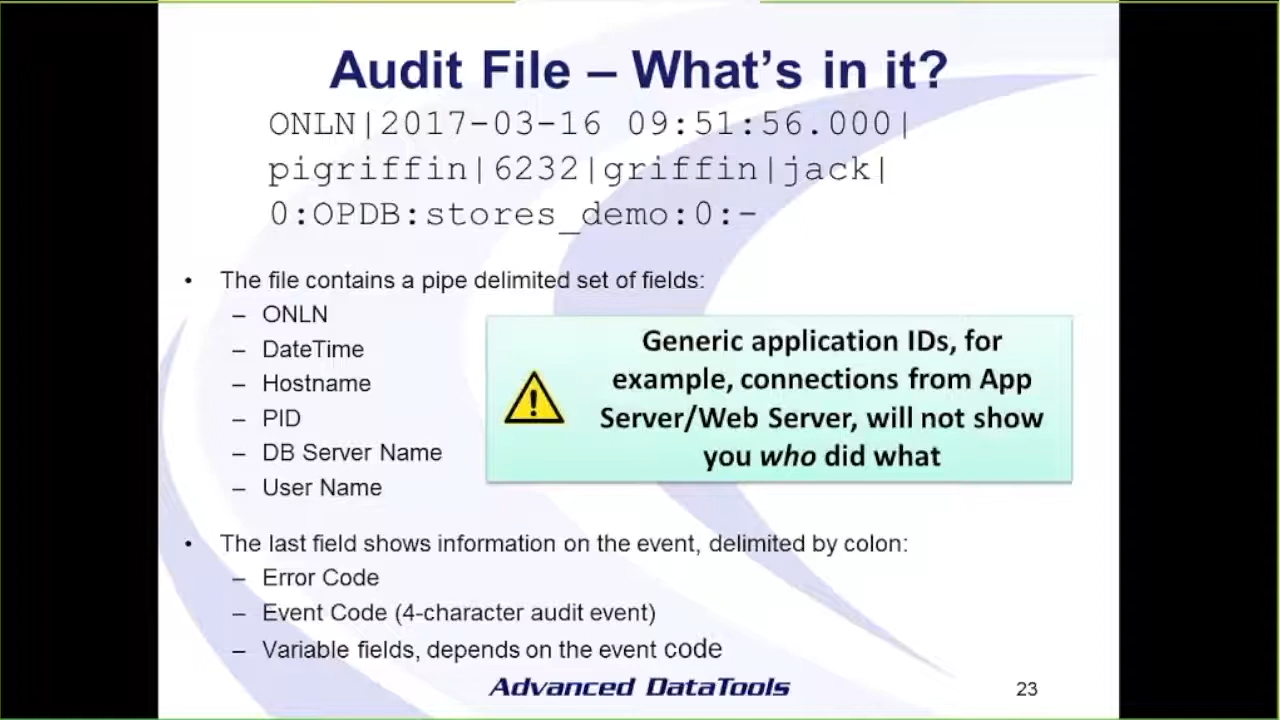 Audit File – What's in it?
ONLN|2017-03-16 09:51:56.000|
pigriffin|6232|griffin|jack|
0:OPDB:stores_demo:0:-
• The file contains a pipe delimited set of fields:
– ONLN
– DateTime
– Hostname
– PID
– DB Server Name
– User Name
Generic application IDs, for
example, connections from App
Server/Web Server, will not show
you who did what
• The last field shows information on the event, delimited by colon:
– Error Code
– Event Code (4-character audit event)
– Variable fields, depends on the event code
Advanced DataTools
23